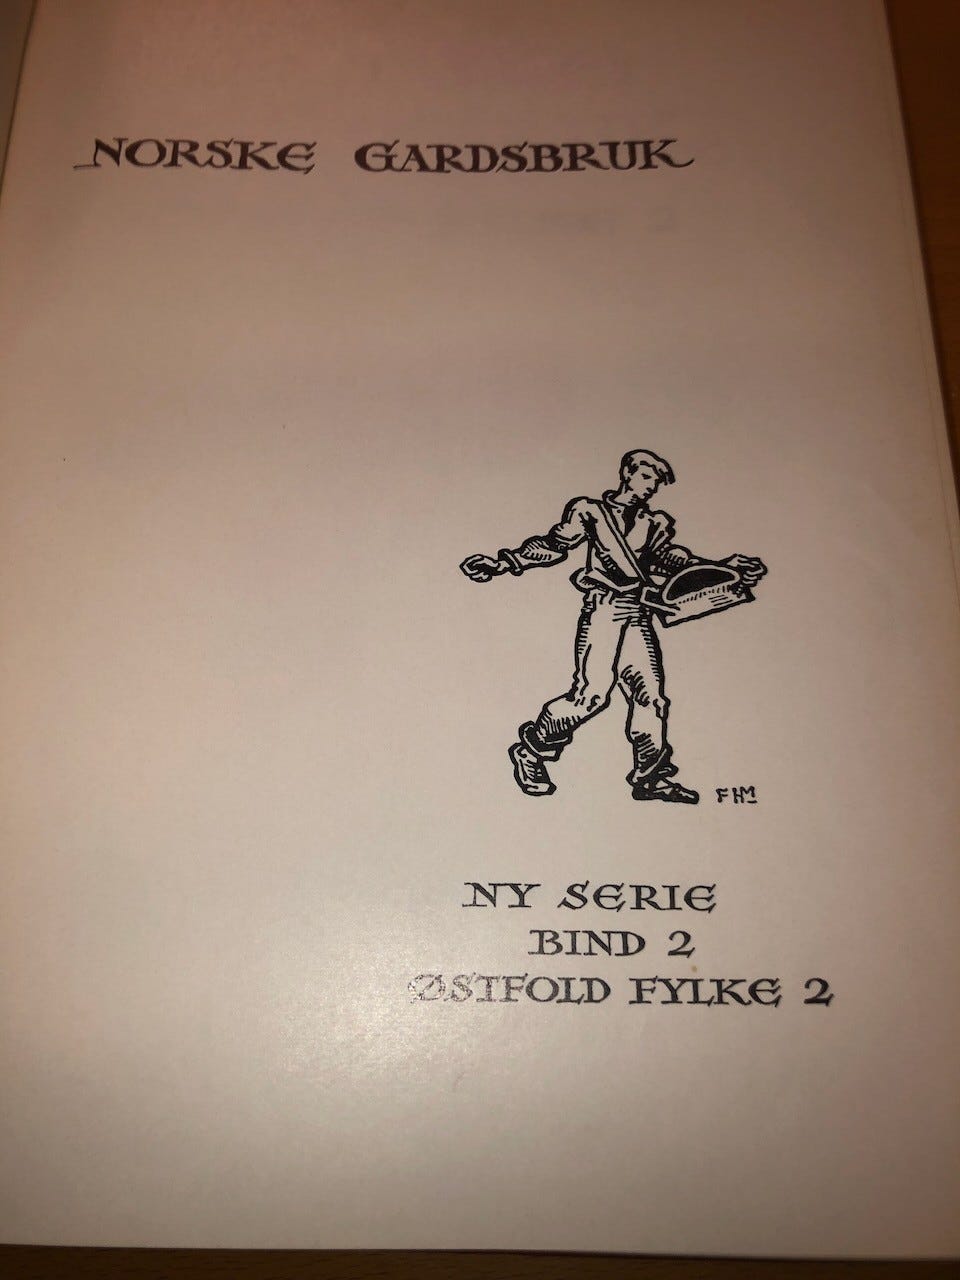 NORSKE GARDSBRUK
FHM
NY SERIE
BIND 2
ØSTFOLD FYLKE 2